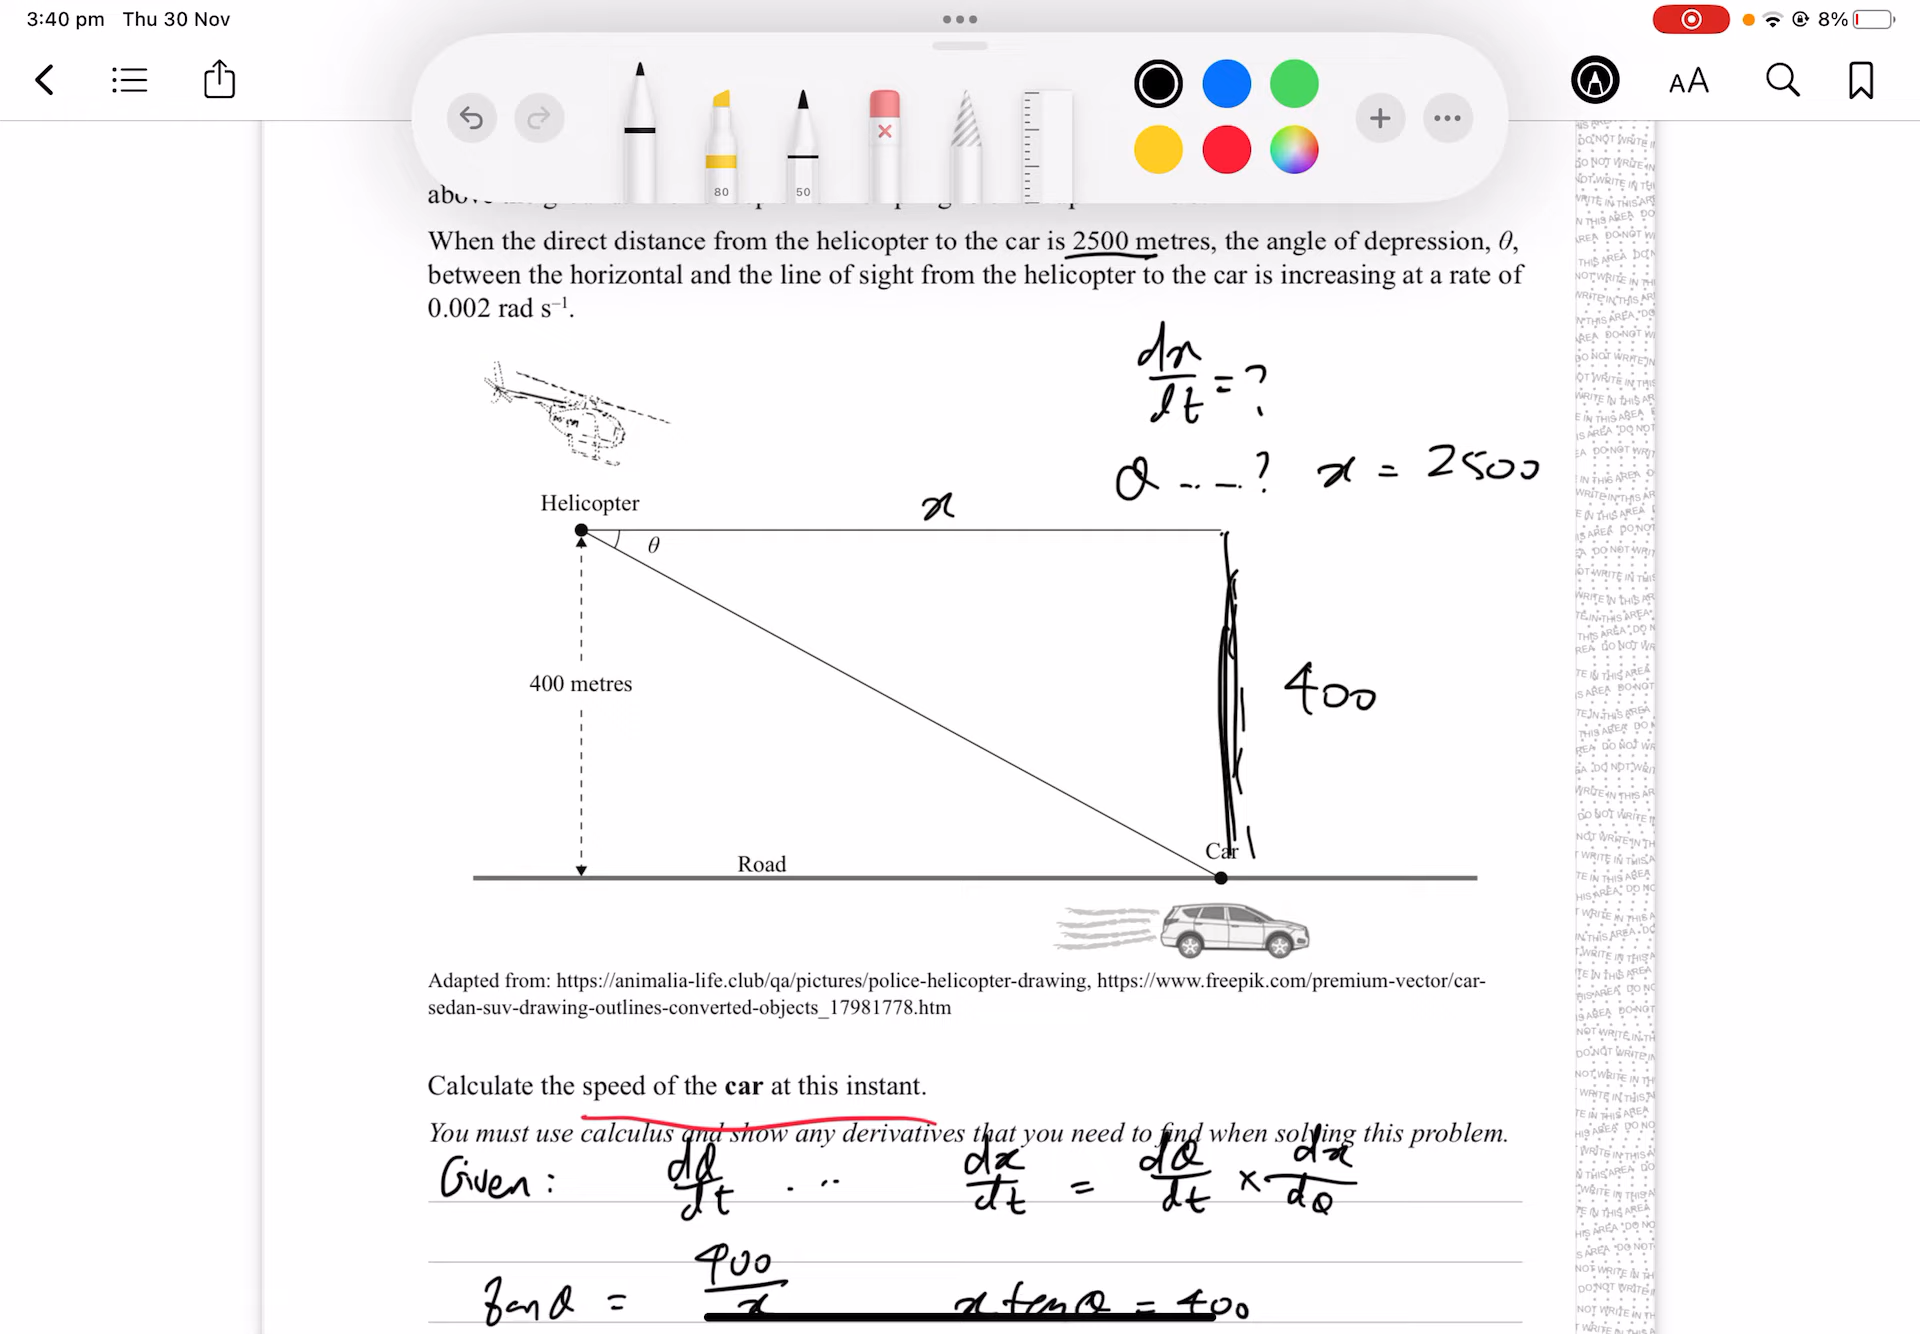 3:40 pm Thu 30 Nov
8%
AA
80
50
When the direct distance from the helicopter to the car is 2500 metres, the angle of depression, θ,
between the horizontal and the line of sight from the helicopter to the car is increasing at a rate of
0.002 rad s⁻¹.
dx/dt = ?
θ ... ? x = 2500
Helicopter
x
θ
400 metres
400
Car
Road
Adapted from: https://animalia-life.club/qa/pictures/police-helicopter-drawing, https://www.freepik.com/premium-vector/car-
sedan-suv-drawing-outlines-converted-objects_17981778.htm
Calculate the speed of the car at this instant.
You must use calculus and show any derivatives that you need to find when solving this problem.
Given: dθ/dt ... dx/dt = dθ/dt × dx/dθ
tanθ = 400/x x tanθ = 400